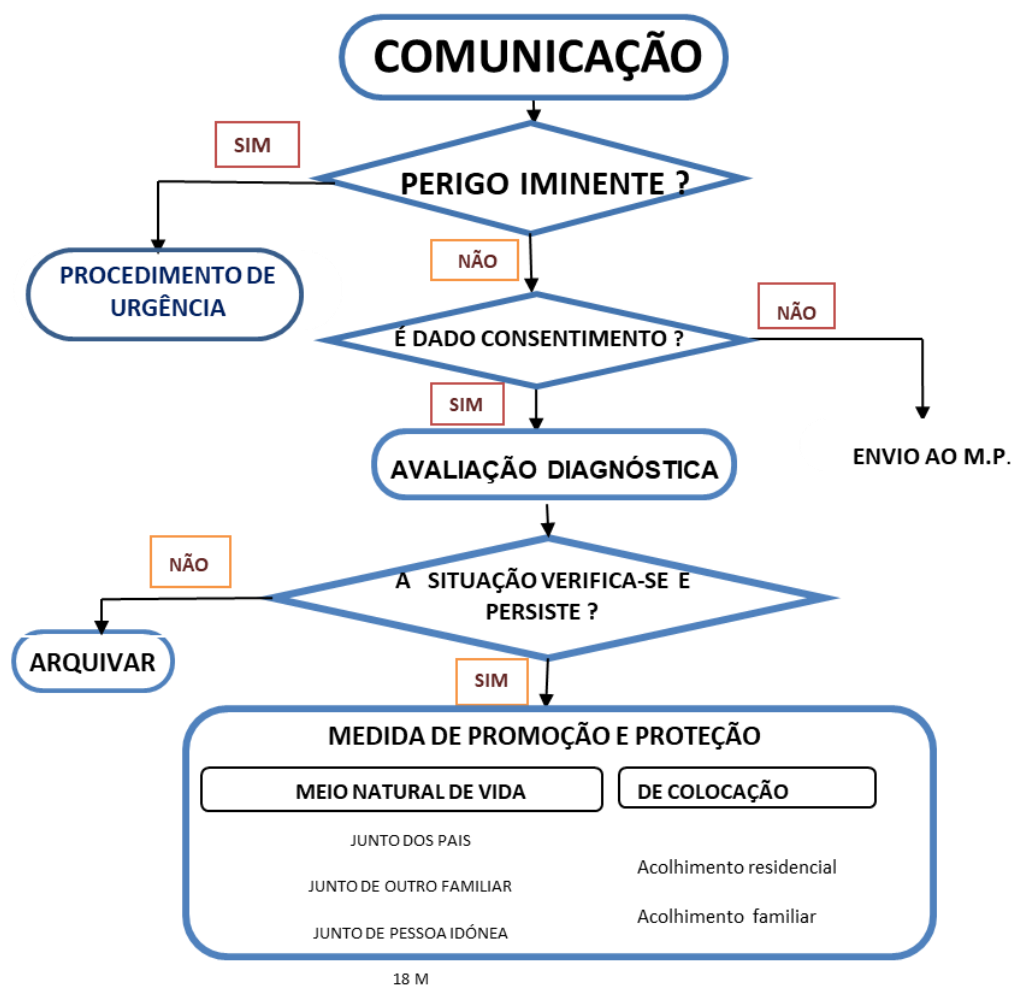 COMUNICAÇÃO
SIM
PERIGO IMINENTE ?
NÃO
PROCEDIMENTO DE
URGÊNCIA
NÃO
É DADO CONSENTIMENTO ?
SIM
ENVIO AO M.P.
AVALIAÇÃO DIAGNÓSTICA
NÃO
A SITUAÇÃO VERIFICA-SE E
PERSISTE ?
ARQUIVAR
SIM
MEDIDA DE PROMOÇÃO E PROTEÇÃO
MEIO NATURAL DE VIDA
JUNTO DOS PAIS
JUNTO DE OUTRO FAMILIAR
JUNTO DE PESSOA IDÓNEA
DE COLOCAÇÃO
Acolhimento residencial
Acolhimento familiar
18 M